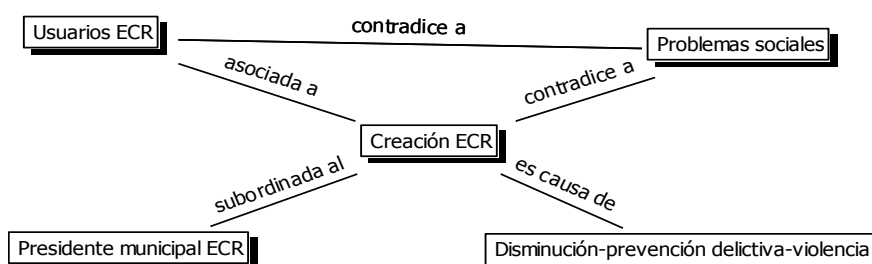 Usuarios ECR
contradice a
Problemas sociales
asociada a
contradice a
Creación ECR
subordinada al
es causa de
Presidente municipal ECR
Disminución-prevención delictiva-violencia